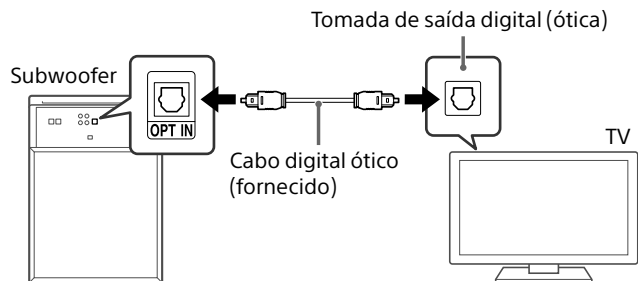 Tomada de saída digital (ótica)
Subwoofer
OPT IN
Cabo digital ótico
(fornecido)
TV